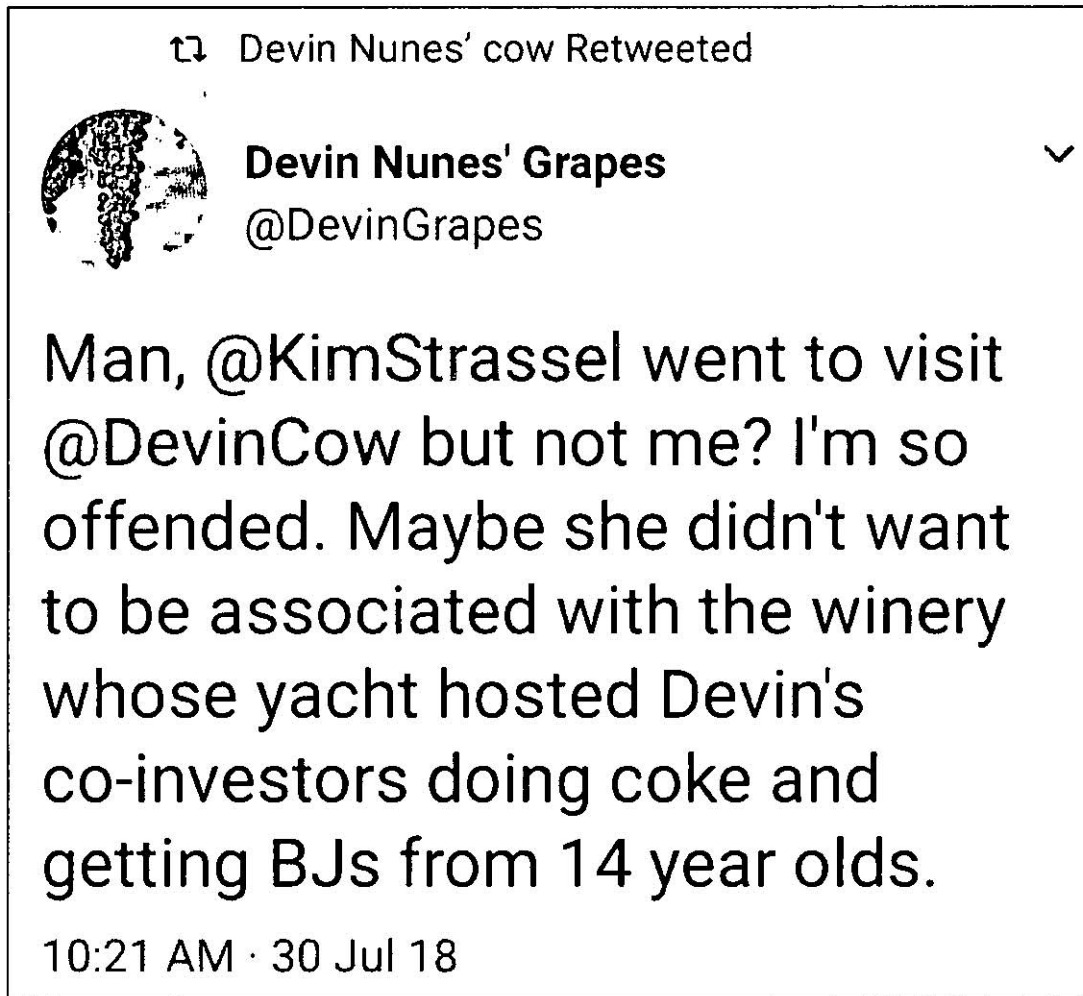 Devin Nunes' cow Retweeted
Devin Nunes' Grapes
@DevinGrapes
Man, @KimStrassel went to visit
@DevinCow but not me? I'm so
offended. Maybe she didn't want
to be associated with the winery
whose yacht hosted Devin's
co-investors doing coke and
getting BJs from 14 year olds.
10:21 AM · 30 Jul 18